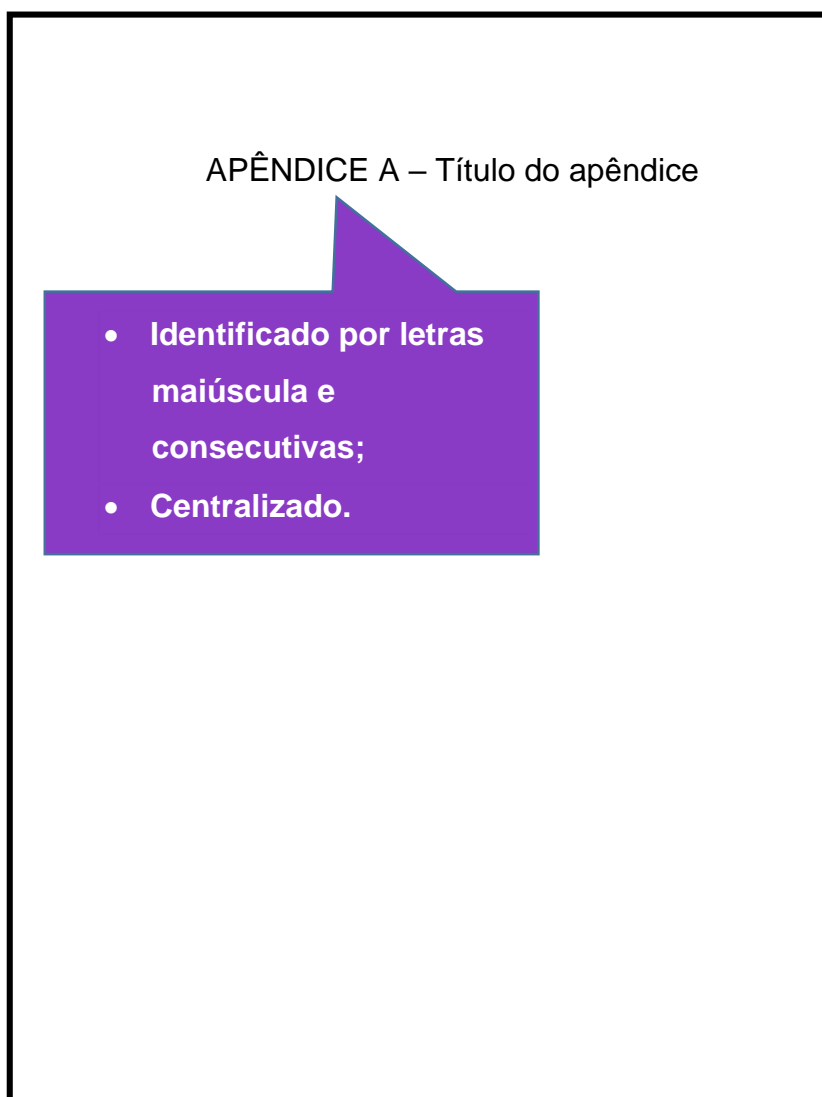 APÊNDICE A – Título do apêndice
• Identificado por letras
maiúscula e
consecutivas;
• Centralizado.